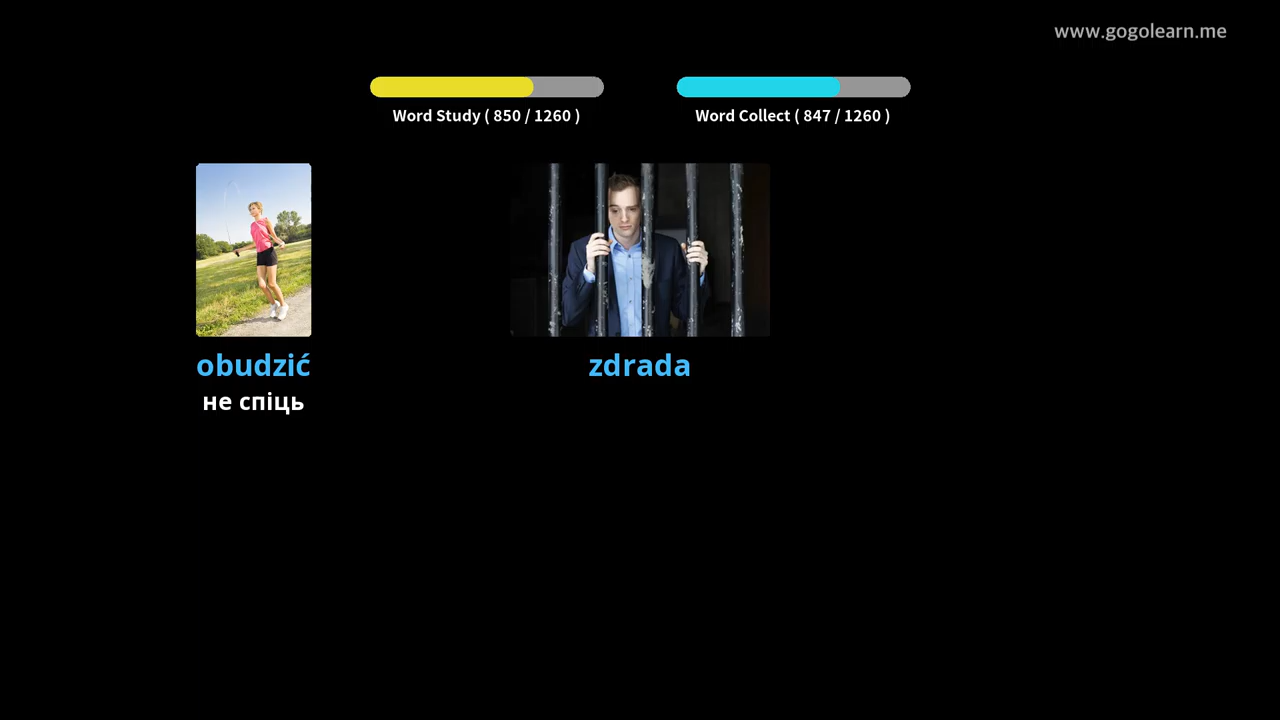 www.gogolearn.me
Word Study ( 850 / 1260 )
Word Collect ( 847 / 1260 )
obudzić
не спіць
zdrada